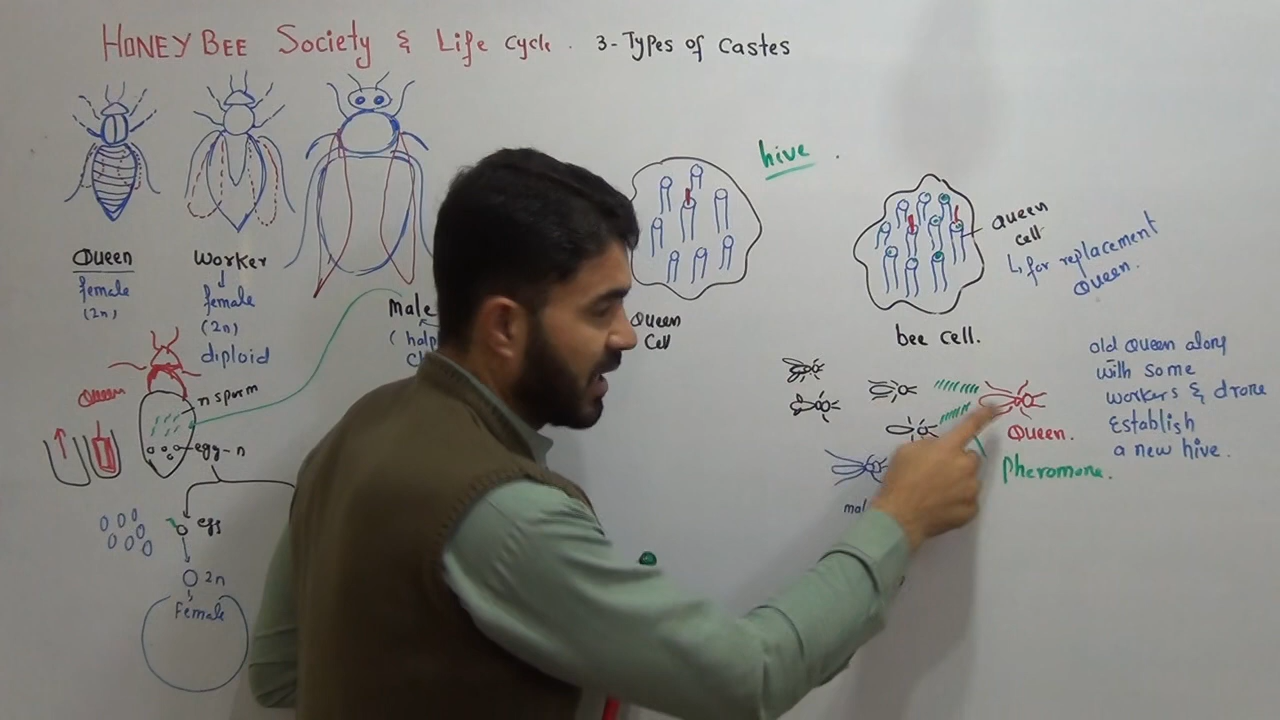 HONEY BEE Society & Life Cycle . 3-Types of Castes
hive .
Queen
female
(2n)
Worker
female
(2n)
diploid
Male
Queen
Cell
bee cell.
queen
cell
for replacement
Queen.
Queen
n sperm
egg-n
egg
2n
Female
Queen.
Pheromone.
old Queen along
with some
workers & drone
Establish
a new hive.